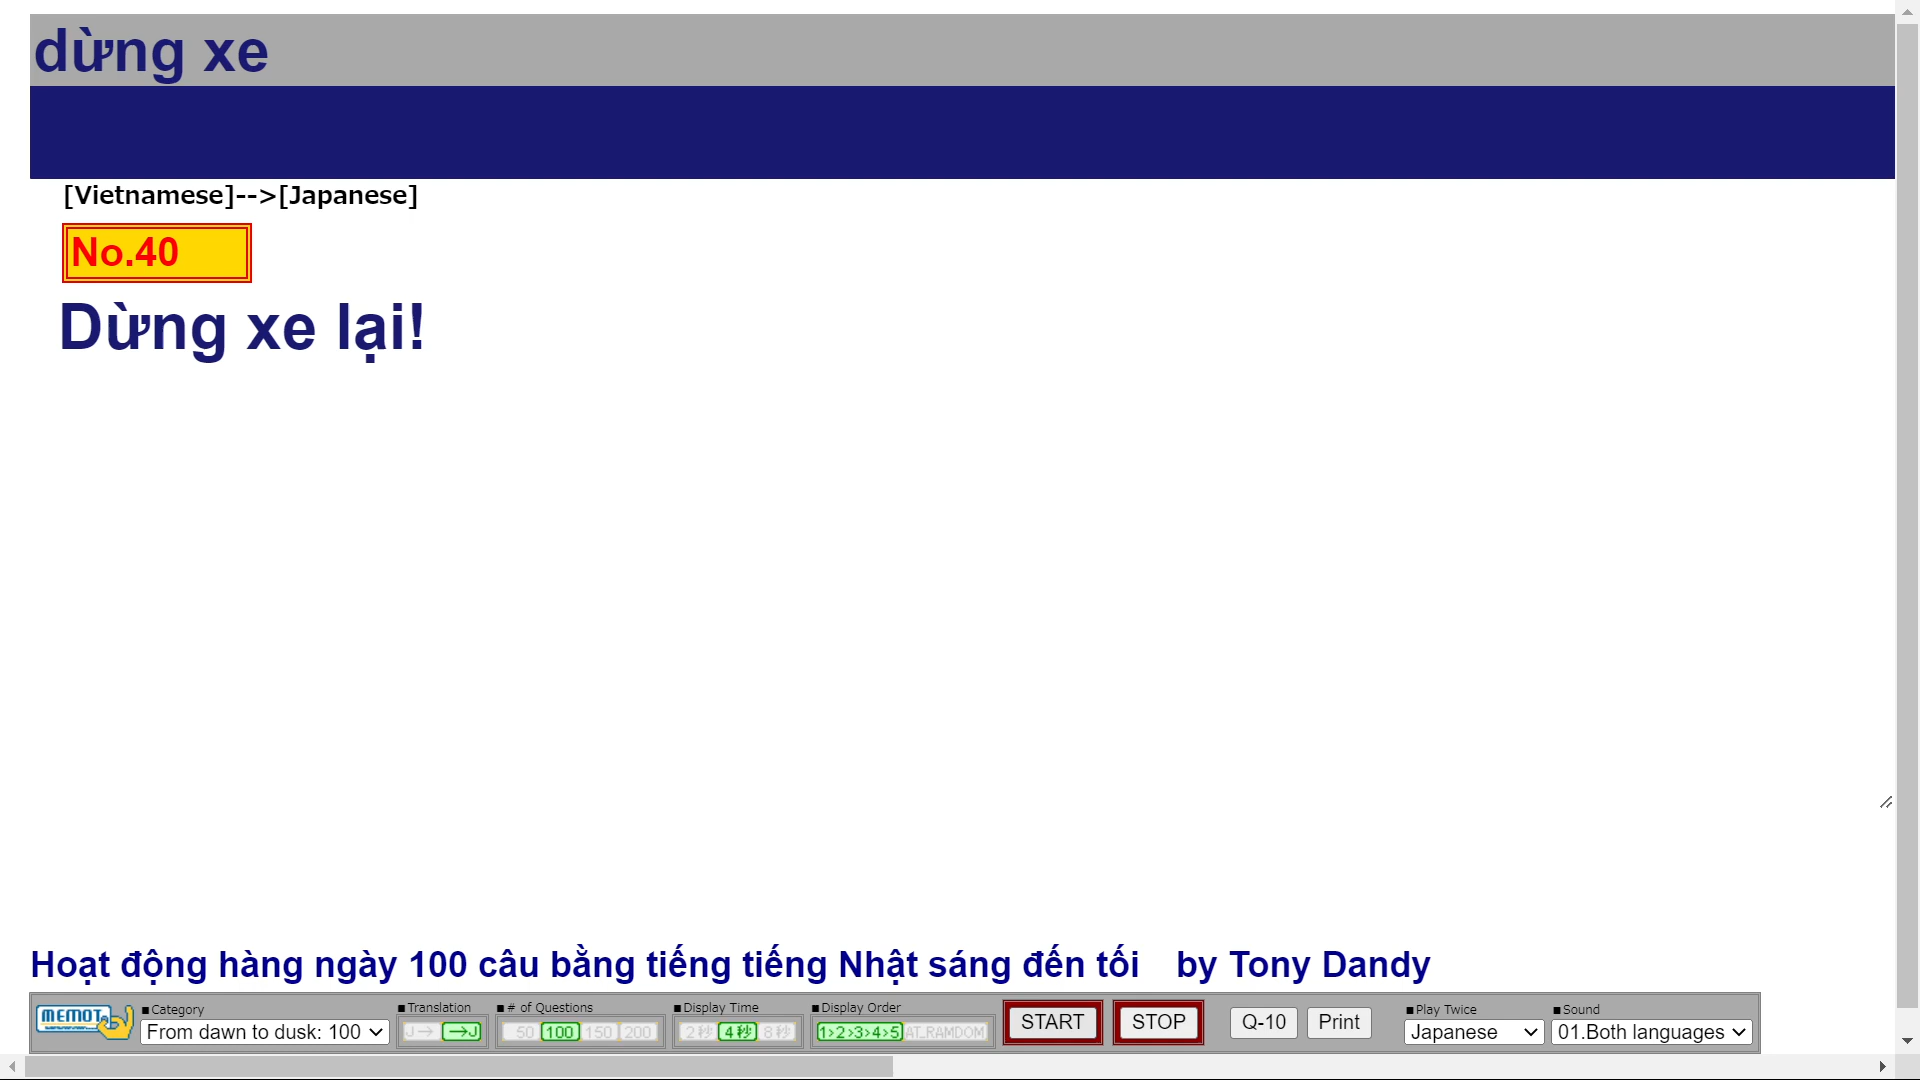 dừng xe
[Vietnamese]-->[Japanese]
No.40
Dừng xe lại!
Hoạt động hàng ngày 100 câu bằng tiếng tiếng Nhật sáng đến tối by Tony Dandy
MEMOT
■Category
From dawn to dusk: 100
■Translation
J→ →J
■# of Questions
50 100 150 200
■Display Time
2秒 4秒 8秒
■Display Order
1>2>3>4>5 AT_RAMDOM
START STOP Q-10 Print
■Play Twice
Japanese
■Sound
01.Both languages